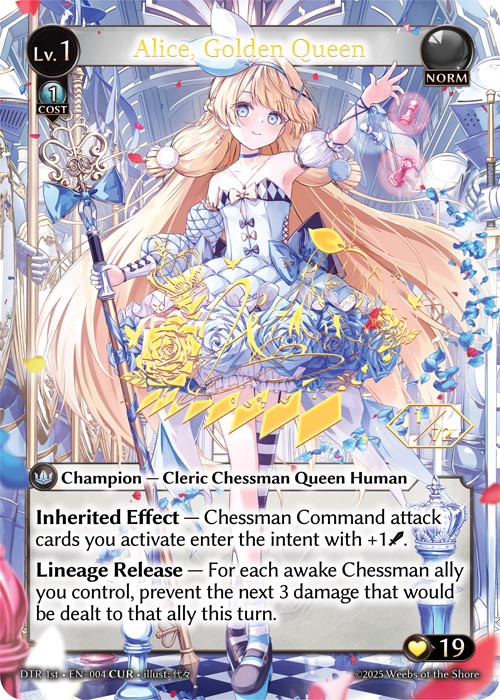 Lv. 1
Alice, Golden Queen
NORM
1
COST
Champion — Cleric Chessman Queen Human
Inherited Effect — Chessman Command attack
cards you activate enter the intent with +1.
Lineage Release — For each awake Chessman ally
you control, prevent the next 3 damage that would
be dealt to that ally this turn.
19
DTR 1st • EN-004 CUR • illust: 代々
©2025 Weebs of the Shore